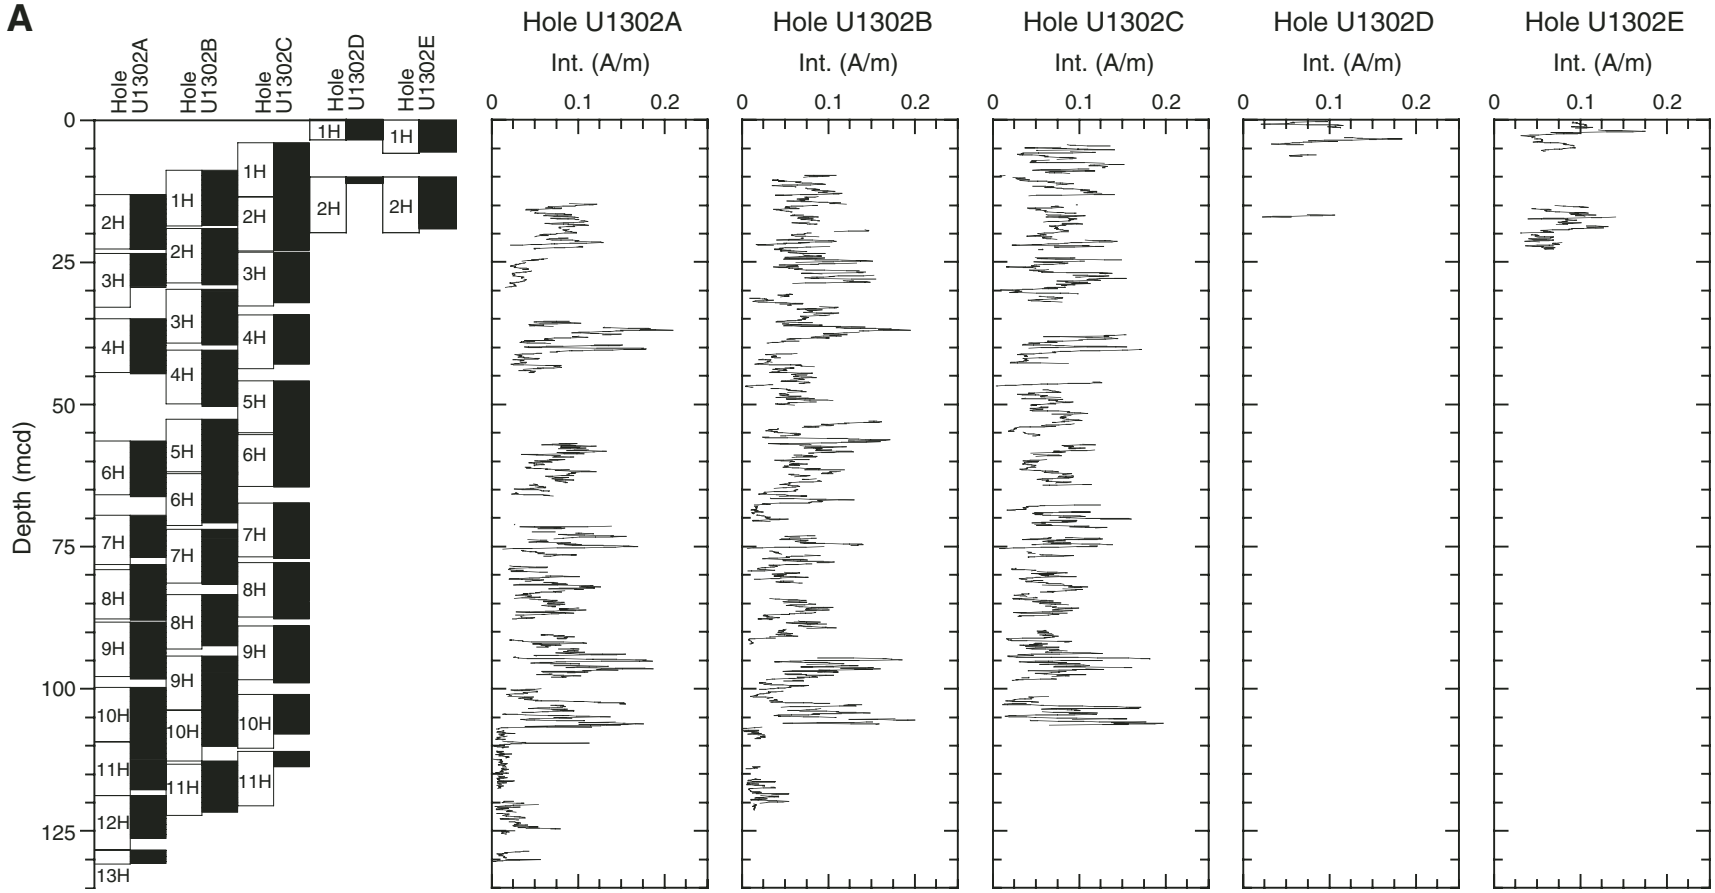 A
Hole U1302A
Hole U1302B
Hole U1302C
Hole U1302D
Hole U1302E
Int. (A/m)
Int. (A/m)
Int. (A/m)
Int. (A/m)
Int. (A/m)
0 0.1 0.2
0 0.1 0.2
0 0.1 0.2
0 0.1 0.2
0 0.1 0.2
Hole
U1302A
Hole
U1302B
Hole
U1302C
Hole
U1302D
Hole
U1302E
Depth (mcd)
0
25
50
75
100
125
2H
3H
4H
6H
7H
8H
9H
10H
11H
12H
13H
1H
2H
3H
4H
5H
6H
7H
8H
9H
10H
11H
1H
2H
3H
4H
5H
6H
7H
8H
9H
10H
11H
1H
2H
1H
2H